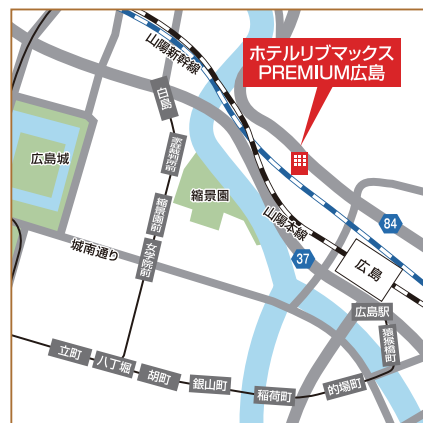 山陽新幹線
ホテルリブマックス
PREMIUM広島
白島
家庭裁判所前
広島城
縮景園
縮景園前
山陽本線
84
女学院前
城南通り
37
広島
広島駅
猿猴橋町
立町
八丁堀
胡町
銀山町
稲荷町
的場町